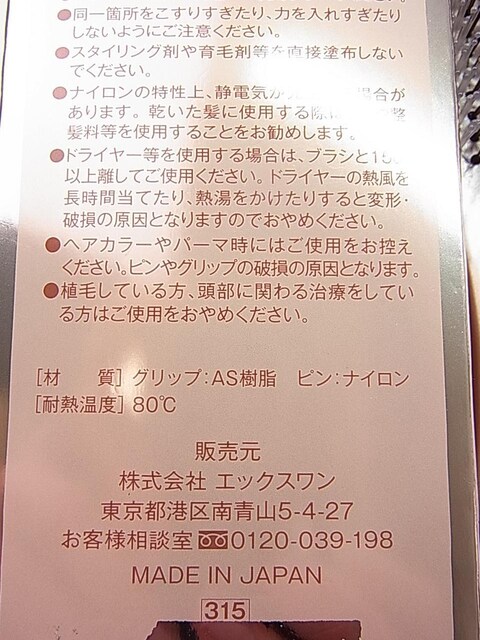 ●同一箇所をこすりすぎたり、力を入れすぎたり
しないようにご注意ください。
●スタイリング剤や育毛剤等を直接塗布しない
でください。
●ナイロンの特性上、静電気が 場合が
あります。乾いた髪に使用する際に 整
髪料等を使用することをお勧めします。
●ドライヤー等を使用する場合は、ブラシと15
以上離してご使用ください。ドライヤーの熱風を
長時間当てたり、熱湯をかけたりすると変形・
破損の原因となりますのでおやめください。
●ヘアカラーやパーマ時にはご使用をお控え
ください。ピンやグリップの破損の原因となります。
●植毛している方、頭部に関わる治療をしてい
る方はご使用をおやめください。
[材　質] グリップ：AS樹脂　ピン：ナイロン
[耐熱温度] 80℃
販売元
株式会社 エックスワン
東京都港区南青山5-4-27
お客様相談室 0120-039-198
MADE IN JAPAN
315